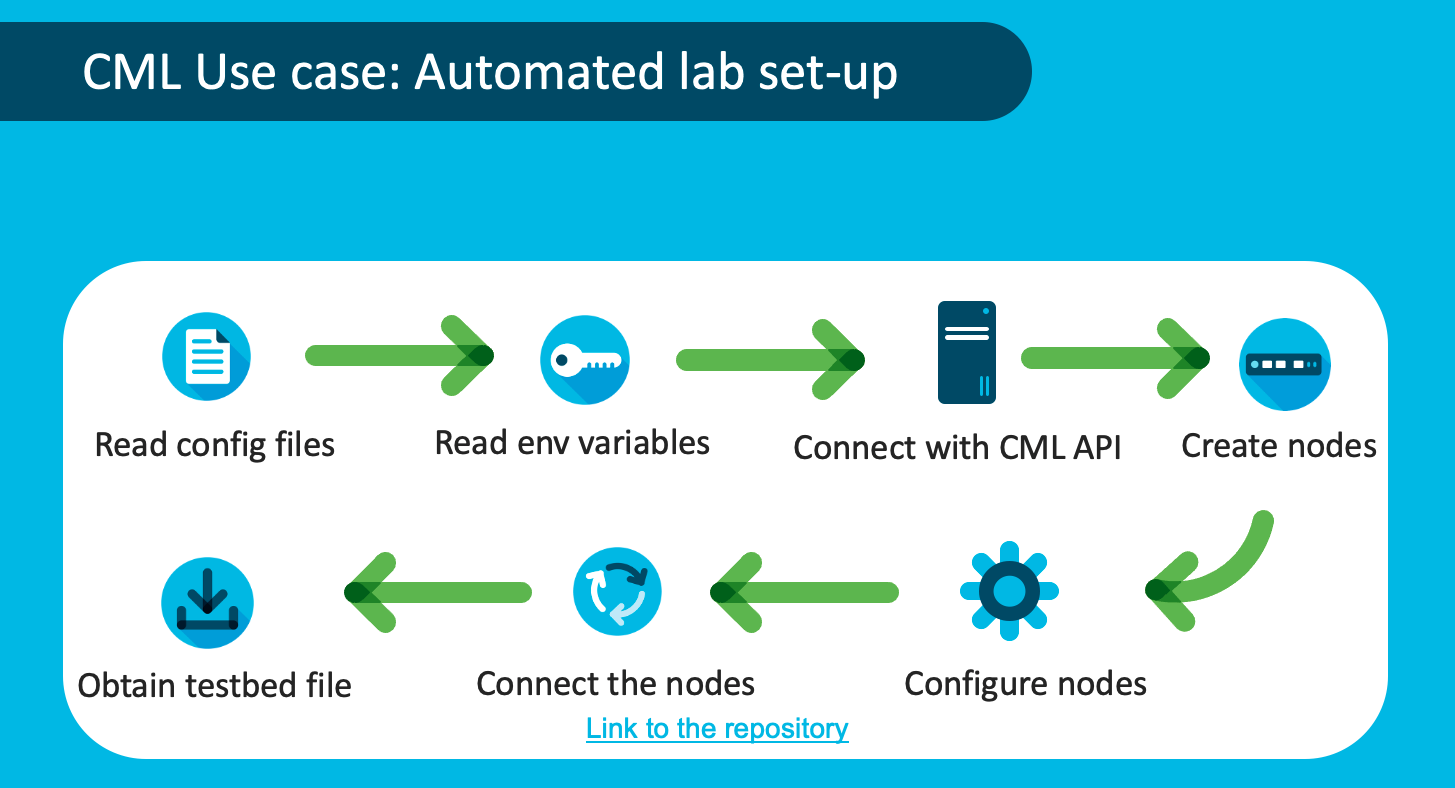 CML Use case: Automated lab set-up
Read config files
Read env variables
Connect with CML API
Create nodes
Obtain testbed file
Connect the nodes
Configure nodes
Link to the repository